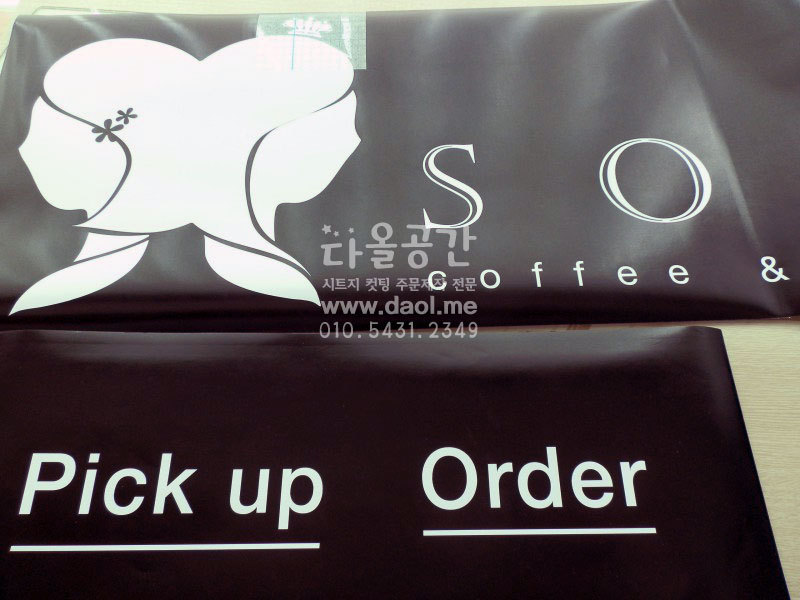 S O
coffee &
다올공간
시트지 컷팅 주문제작 전문
www.daol.me
010.5431.2349
Pick up Order